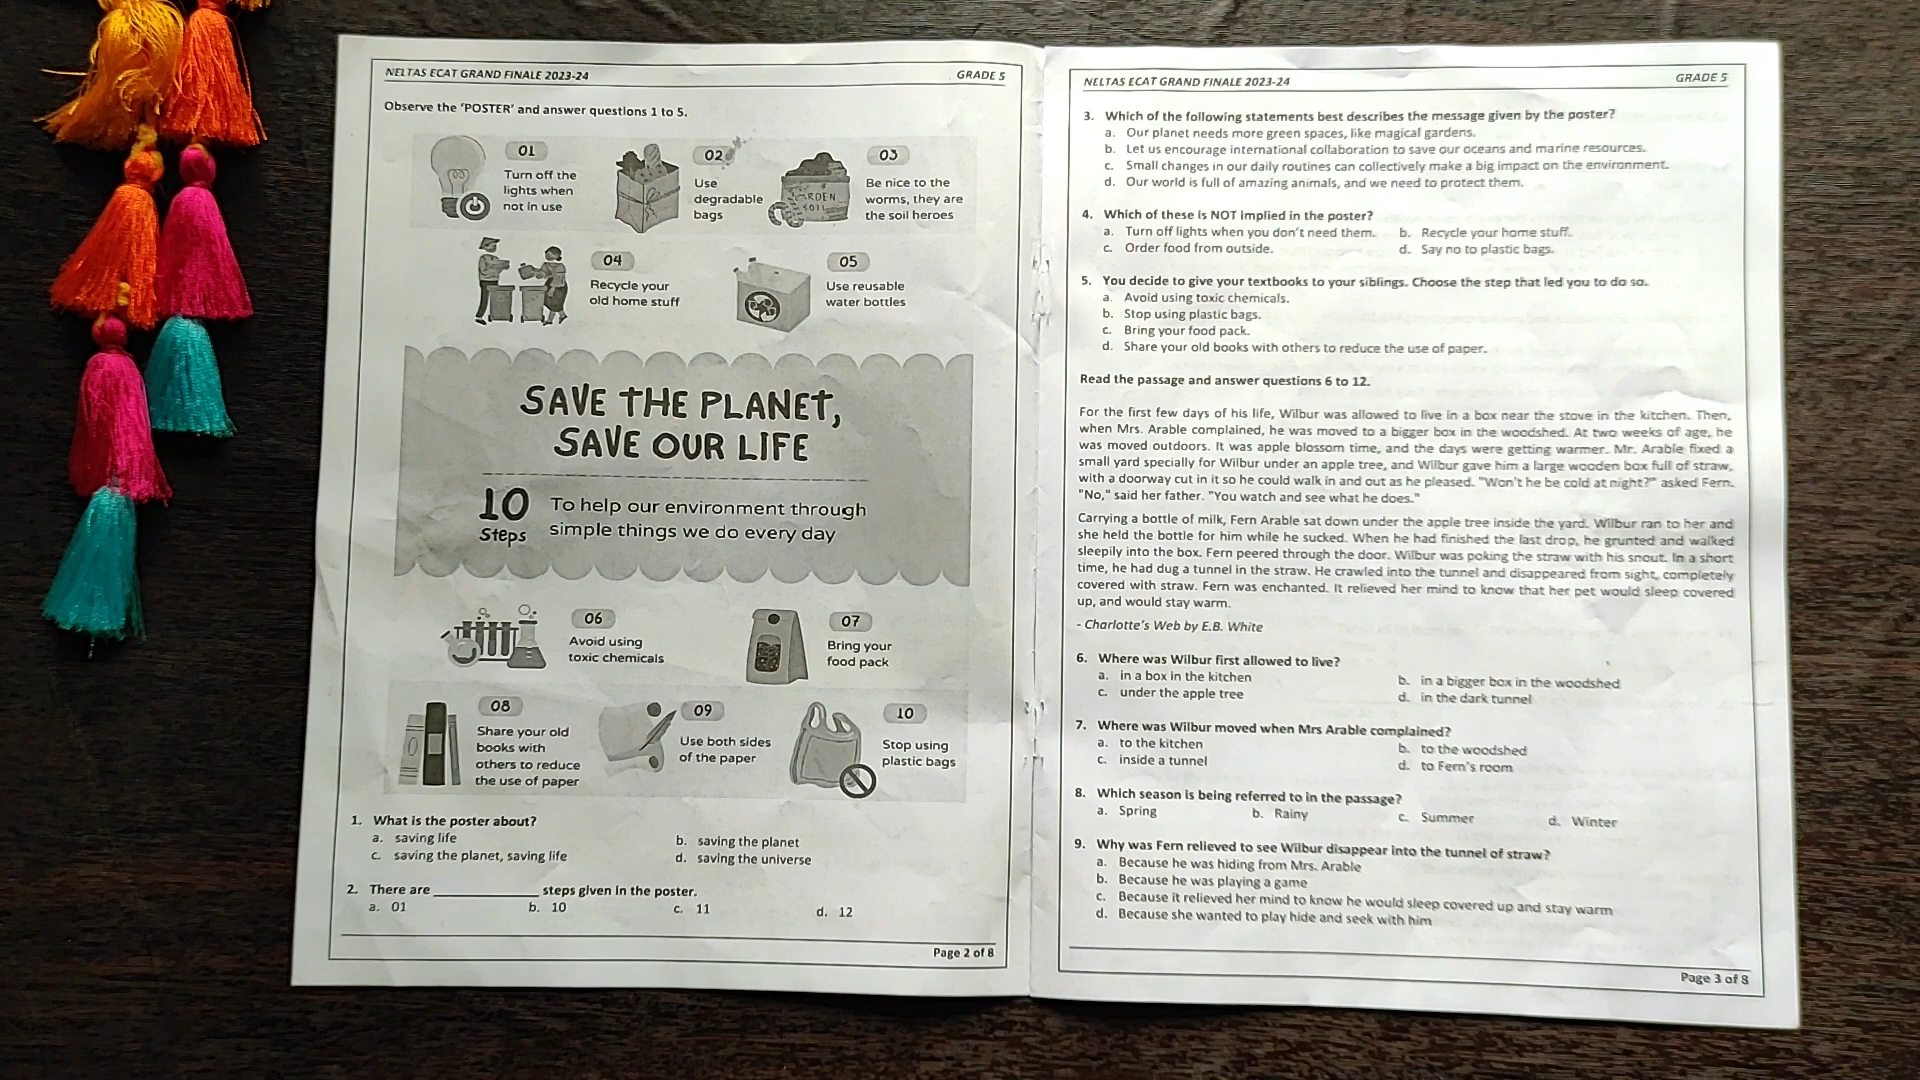 NELTAS ECAT GRAND FINALE 2023-24 GRADE 5
Observe the 'POSTER' and answer questions 1 to 5.
01
Turn off the
lights when
not in use
02
Use
degradable
bags
GARDEN
SOIL
03
Be nice to the
worms, they are
the soil heroes
04
Recycle your
old home stuff
05
Use reusable
water bottles
SAVE THE PLANET,
SAVE OUR LIFE
10
Steps
To help our environment through
simple things we do every day
06
Avoid using
toxic chemicals
07
Bring your
food pack
08
Share your old
books with
others to reduce
the use of paper
09
Use both sides
of the paper
10
Stop using
plastic bags
1. What is the poster about?
a. saving life b. saving the planet
c. saving the planet, saving life d. saving the universe
2. There are ____________ steps given in the poster.
a. 01 b. 10 c. 11 d. 12
Page 2 of 8
NELTAS ECAT GRAND FINALE 2023-24 GRADE 5
3. Which of the following statements best describes the message given by the poster?
a. Our planet needs more green spaces, like magical gardens.
b. Let us encourage international collaboration to save our oceans and marine resources.
c. Small changes in our daily routines can collectively make a big impact on the environment.
d. Our world is full of amazing animals, and we need to protect them.
4. Which of these is NOT implied in the poster?
a. Turn off lights when you don't need them. b. Recycle your home stuff.
c. Order food from outside. d. Say no to plastic bags.
5. You decide to give your textbooks to your siblings. Choose the step that led you to do so.
a. Avoid using toxic chemicals.
b. Stop using plastic bags.
c. Bring your food pack.
d. Share your old books with others to reduce the use of paper.
Read the passage and answer questions 6 to 12.
For the first few days of his life, Wilbur was allowed to live in a box near the stove in the kitchen. Then,
when Mrs. Arable complained, he was moved to a bigger box in the woodshed. At two weeks of age, he
was moved outdoors. It was apple blossom time, and the days were getting warmer. Mr. Arable fixed a
small yard specially for Wilbur under an apple tree, and Wilbur gave him a large wooden box full of straw,
with a doorway cut in it so he could walk in and out as he pleased. "Won't he be cold at night?" asked Fern.
"No," said her father. "You watch and see what he does."
Carrying a bottle of milk, Fern Arable sat down under the apple tree inside the yard. Wilbur ran to her and
she held the bottle for him while he sucked. When he had finished the last drop, he grunted and walked
sleepily into the box. Fern peered through the door. Wilbur was poking the straw with his snout. In a short
time, he had dug a tunnel in the straw. He crawled into the tunnel and disappeared from sight, completely
covered with straw. Fern was enchanted. It relieved her mind to know that her pet would sleep covered
up, and would stay warm.
- Charlotte's Web by E.B. White
6. Where was Wilbur first allowed to live?
a. in a box in the kitchen b. in a bigger box in the woodshed
c. under the apple tree d. in the dark tunnel
7. Where was Wilbur moved when Mrs Arable complained?
a. to the kitchen b. to the woodshed
c. inside a tunnel d. to Fern's room
8. Which season is being referred to in the passage?
a. Spring b. Rainy c. Summer d. Winter
9. Why was Fern relieved to see Wilbur disappear into the tunnel of straw?
a. Because he was hiding from Mrs. Arable
b. Because he was playing a game
c. Because it relieved her mind to know he would sleep covered up and stay warm
d. Because she wanted to play hide and seek with him
Page 3 of 8